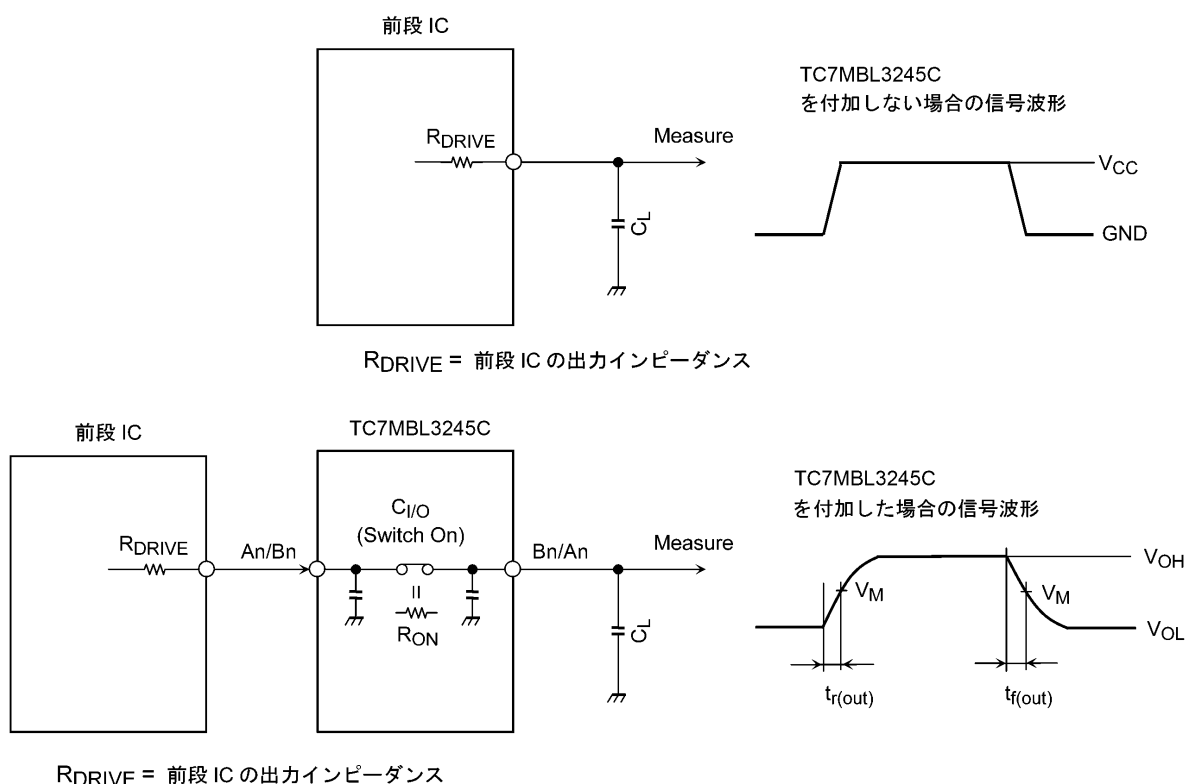 前段 IC
RDRIVE
Measure
CL
TC7MBL3245C
を付加しない場合の信号波形
VCC
GND
RDRIVE = 前段 IC の出力インピーダンス
前段 IC
TC7MBL3245C
RDRIVE
An/Bn
CI/O
(Switch On)
RON
Bn/An
Measure
CL
TC7MBL3245C
を付加した場合の信号波形
VOH
VM
VM
VOL
tr(out)
tf(out)
RDRIVE = 前段 IC の出力インピーダンス